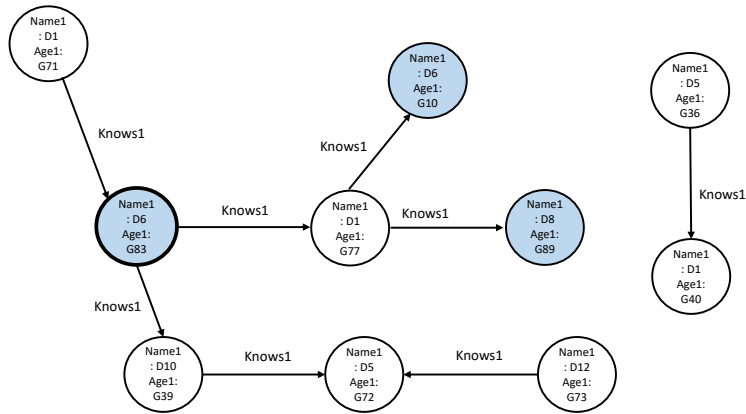 Name1
: D1
Age1:
G71
Name1
: D6
Age1:
G10
Name1
: D5
Age1:
G36
Knows1
Knows1
Knows1
Name1
: D6
Age1:
G83
Knows1
Name1
: D1
Age1:
G77
Knows1
Name1
: D8
Age1:
G89
Name1
: D1
Age1:
G40
Knows1
Name1
: D10
Age1:
G39
Knows1
Name1
: D5
Age1:
G72
Knows1
Name1
: D12
Age1:
G73